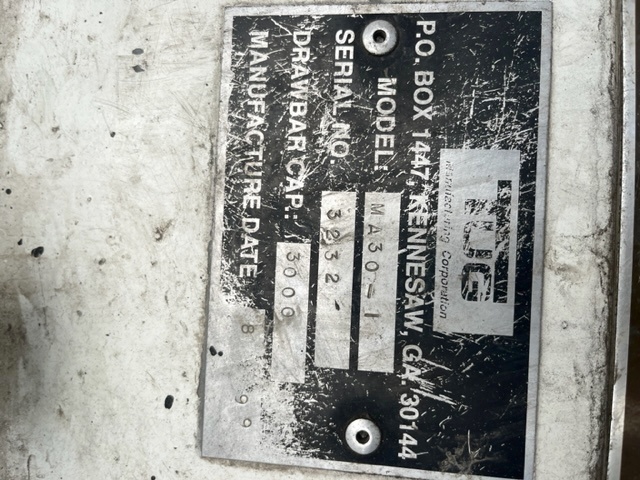 TUG
Manufacturing Corporation
P.O. BOX 1447, KENNESAW, GA. 30144
MODEL: MA30-1
SERIAL NO. 3232-
DRAWBAR CAP.: 3000
MANUFACTURE DATE 8 99